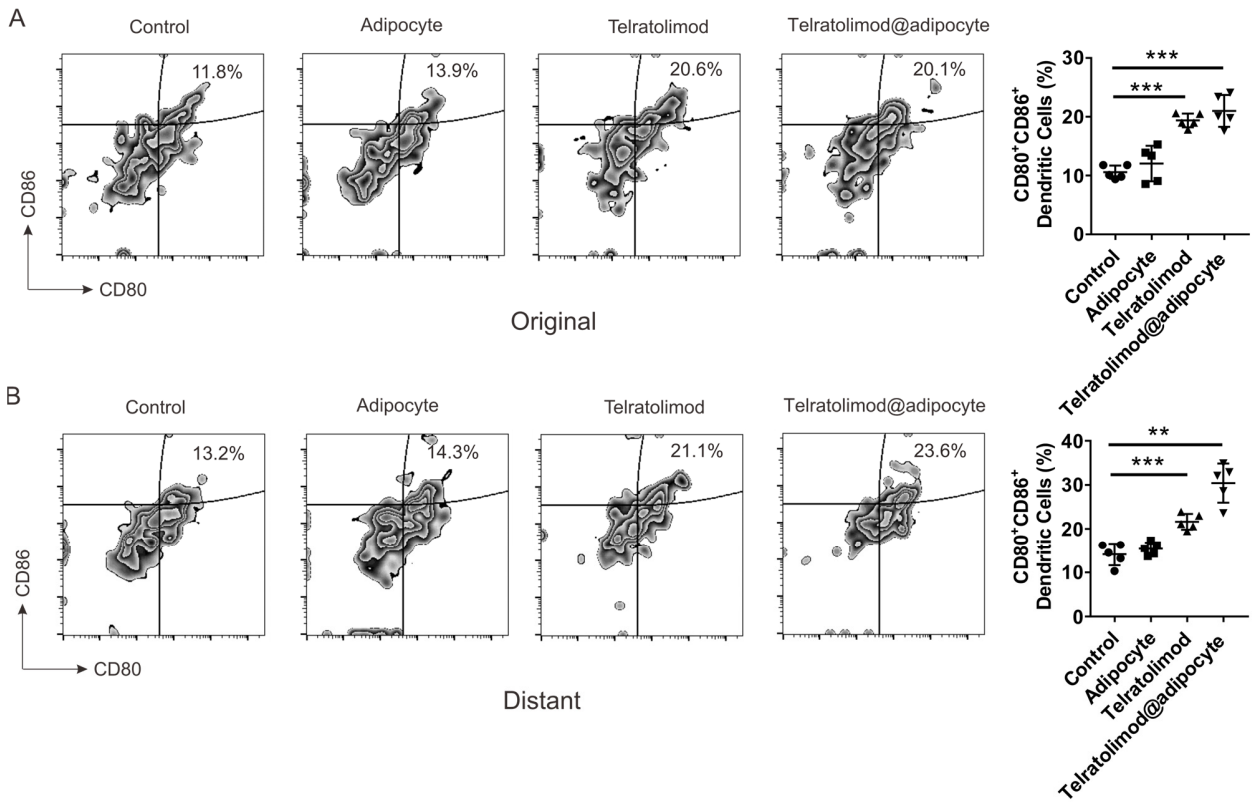 A
Control
Adipocyte
Telratolimod
Telratolimod@adipocyte
11.8%
13.9%
20.6%
20.1%
CD86
CD80
Original
CD80+CD86+
Dendritic Cells (%)
30
20
10
0
***
***
Control
Adipocyte
Telratolimod
Telratolimod@adipocyte
B
Control
Adipocyte
Telratolimod
Telratolimod@adipocyte
13.2%
14.3%
21.1%
23.6%
CD86
CD80
Distant
CD80+CD86+
Dendritic Cells (%)
40
30
20
10
0
**
***
Control
Adipocyte
Telratolimod
Telratolimod@adipocyte